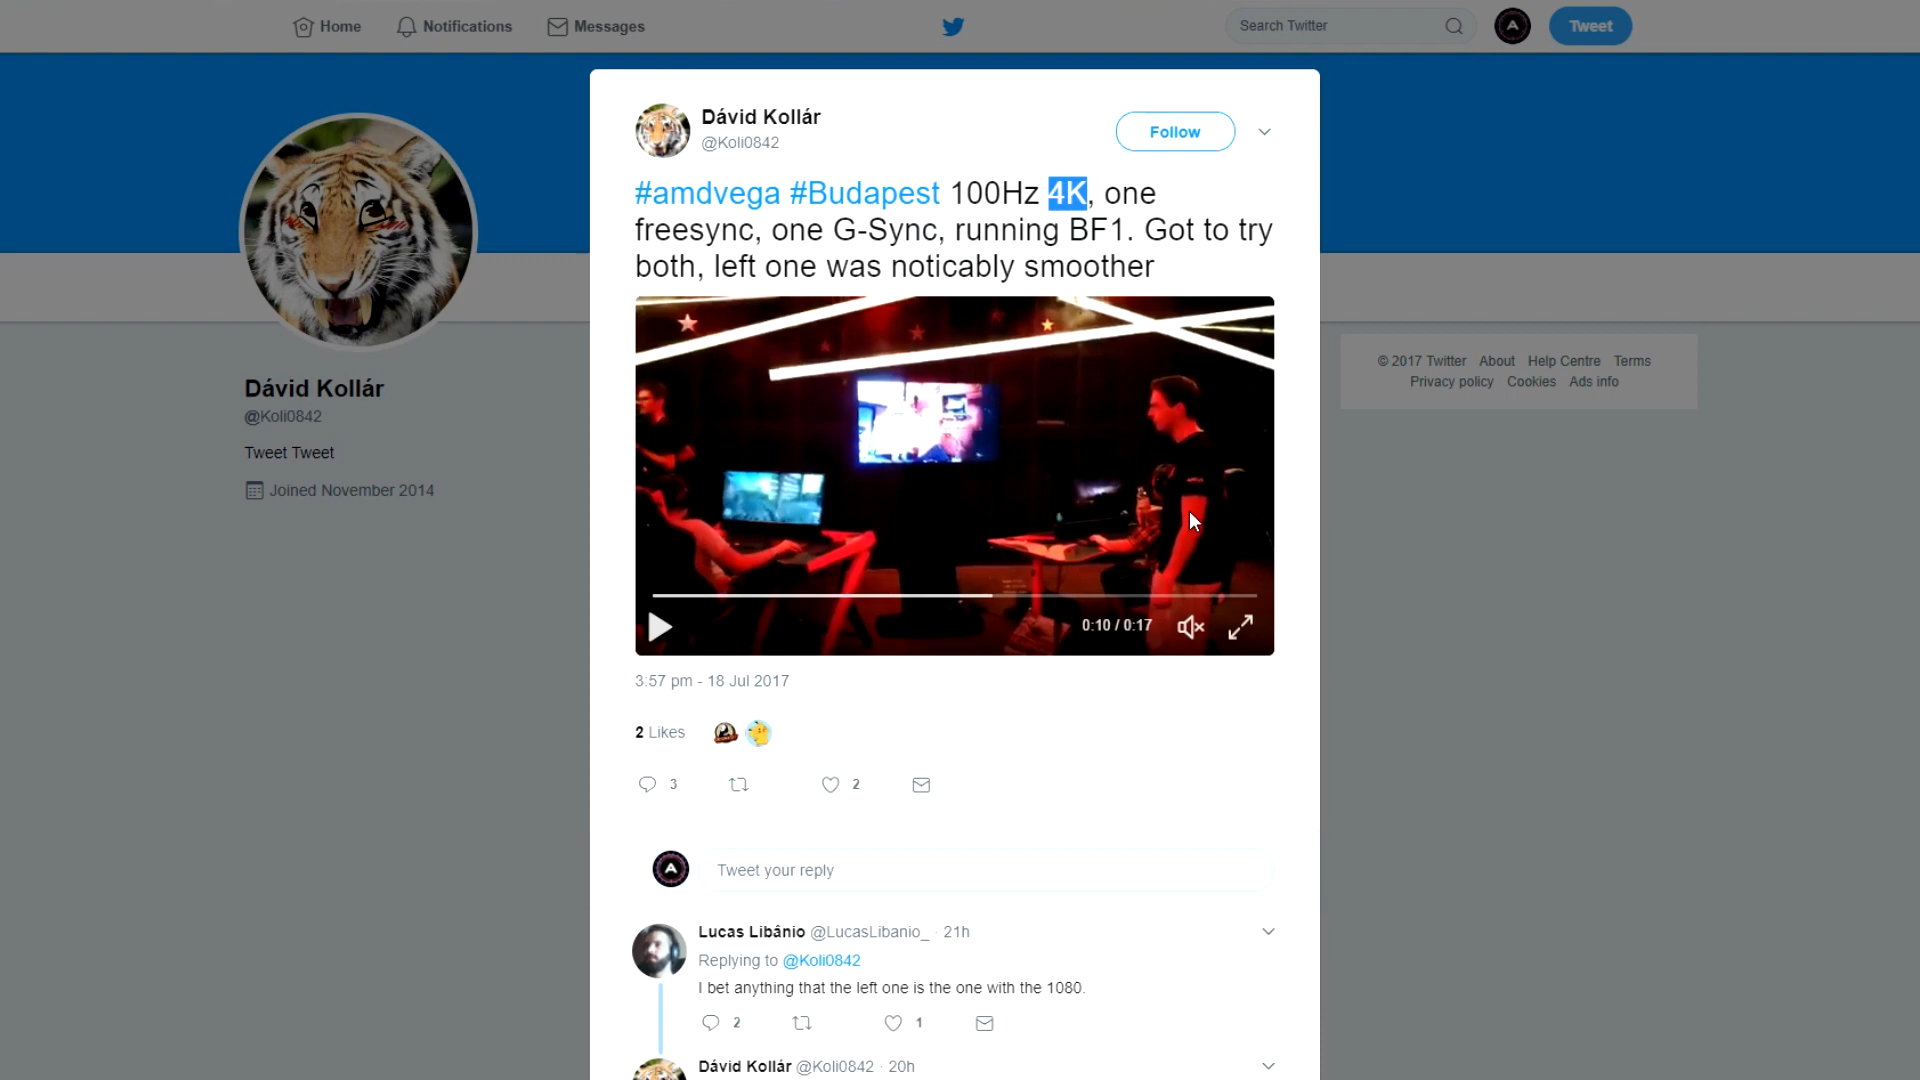 Home
Notifications
Messages
Search Twitter
A
Tweet
Dávid Kollár
@Koli0842
Follow
#amdvega #Budapest 100Hz 4K, one
freesync, one G-Sync, running BF1. Got to try
both, left one was noticably smoother
0:10 / 0:17
3:57 pm - 18 Jul 2017
2 Likes
3
2
A
Tweet your reply
Lucas Libânio @LucasLibanio_ · 21h
Replying to @Koli0842
I bet anything that the left one is the one with the 1080.
2
1
Dávid Kollár @Koli0842 · 20h
Dávid Kollár
@Koli0842
Tweet Tweet
Joined November 2014
© 2017 Twitter About Help Centre Terms
Privacy policy Cookies Ads info